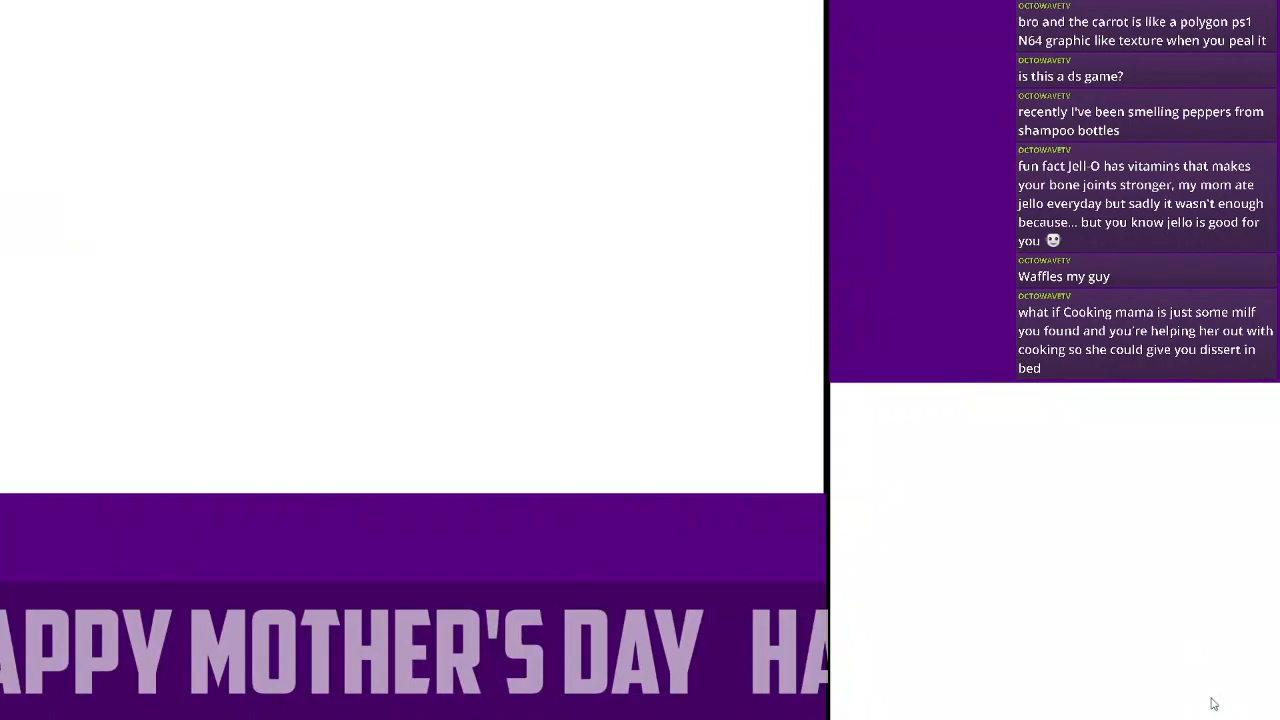 OCTOWAVETV
bro and the carrot is like a polygon ps1
N64 graphic like texture when you peal it
OCTOWAVETV
is this a ds game?
OCTOWAVETV
recently I've been smelling peppers from
shampoo bottles
OCTOWAVETV
fun fact Jell-O has vitamins that makes
your bone joints stronger, my mom ate
jello everyday but sadly it wasn't enough
because... but you know jello is good for
you
OCTOWAVETV
Waffles my guy
OCTOWAVETV
what if Cooking mama is just some milf
you found and you're helping her out with
cooking so she could give you dissert in
bed
APPY MOTHER'S DAY HA